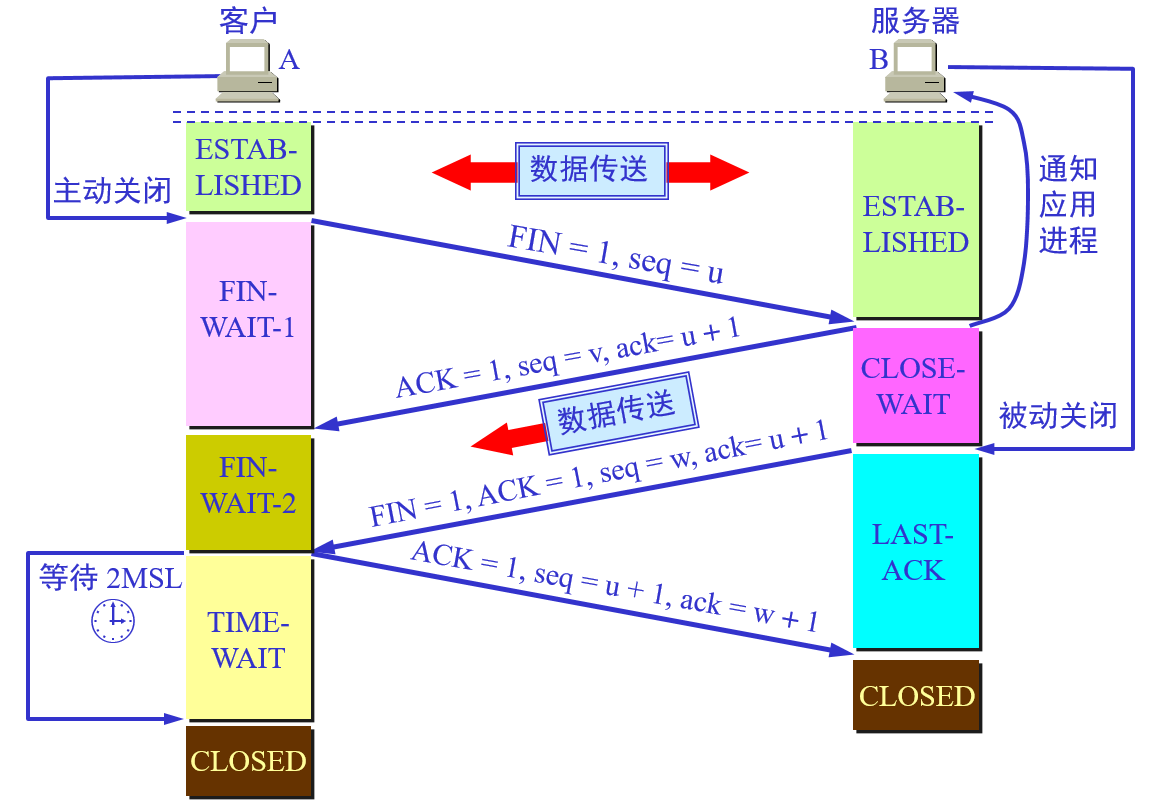 客户
A
服务器
B
ESTAB-
LISHED
数据传送
主动关闭
ESTAB-
LISHED
通知
应用
进程
FIN = 1, seq = u
FIN-
WAIT-1
ACK = 1, seq = v, ack= u + 1
CLOSE-
WAIT
数据传送
被动关闭
FIN-
WAIT-2
FIN = 1, ACK = 1, seq = w, ack= u + 1
LAST-
ACK
ACK = 1, seq = u + 1, ack = w + 1
等待 2MSL
TIME-
WAIT
CLOSED
CLOSED